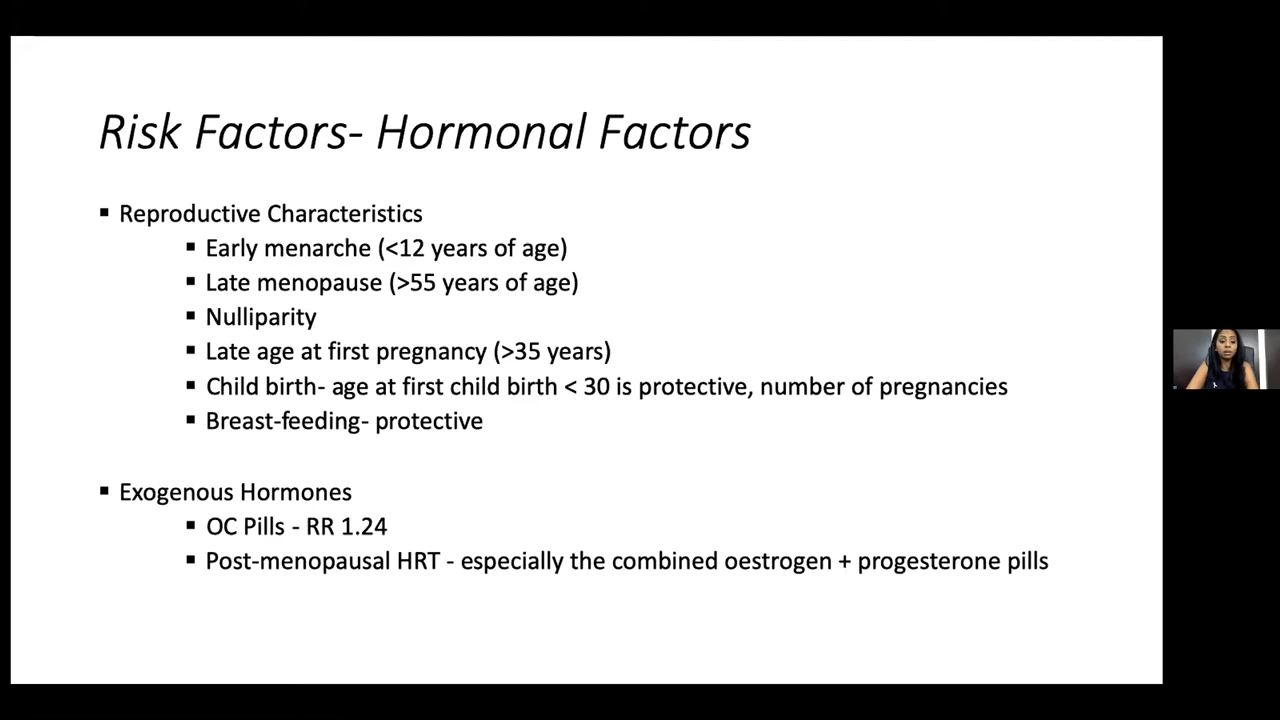 Risk Factors- Hormonal Factors
▪ Reproductive Characteristics
▪ Early menarche (<12 years of age)
▪ Late menopause (>55 years of age)
▪ Nulliparity
▪ Late age at first pregnancy (>35 years)
▪ Child birth- age at first child birth < 30 is protective, number of pregnancies
▪ Breast-feeding- protective
▪ Exogenous Hormones
▪ OC Pills - RR 1.24
▪ Post-menopausal HRT - especially the combined oestrogen + progesterone pills